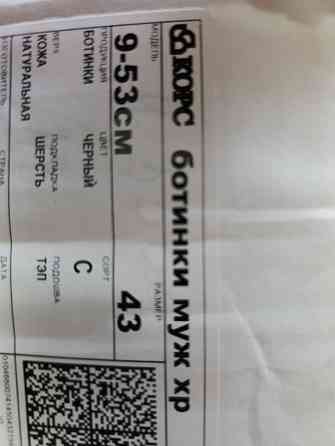 КОРС ботинки муж хр
МОДЕЛЬ РАЗМЕР
9-53СМ 43
ПРОДУКЦИЯ ЦВЕТ СОРТ
БОТИНКИ ЧЕРНЫЙ С
ВЕРХ ПОДКЛАДКА ПОДОШВА
КОЖА ШЕРСТЬ ТЭП
НАТУРАЛЬНАЯ
ИЗГОТОВИТЕЛЬ СТРАНА ДАТА